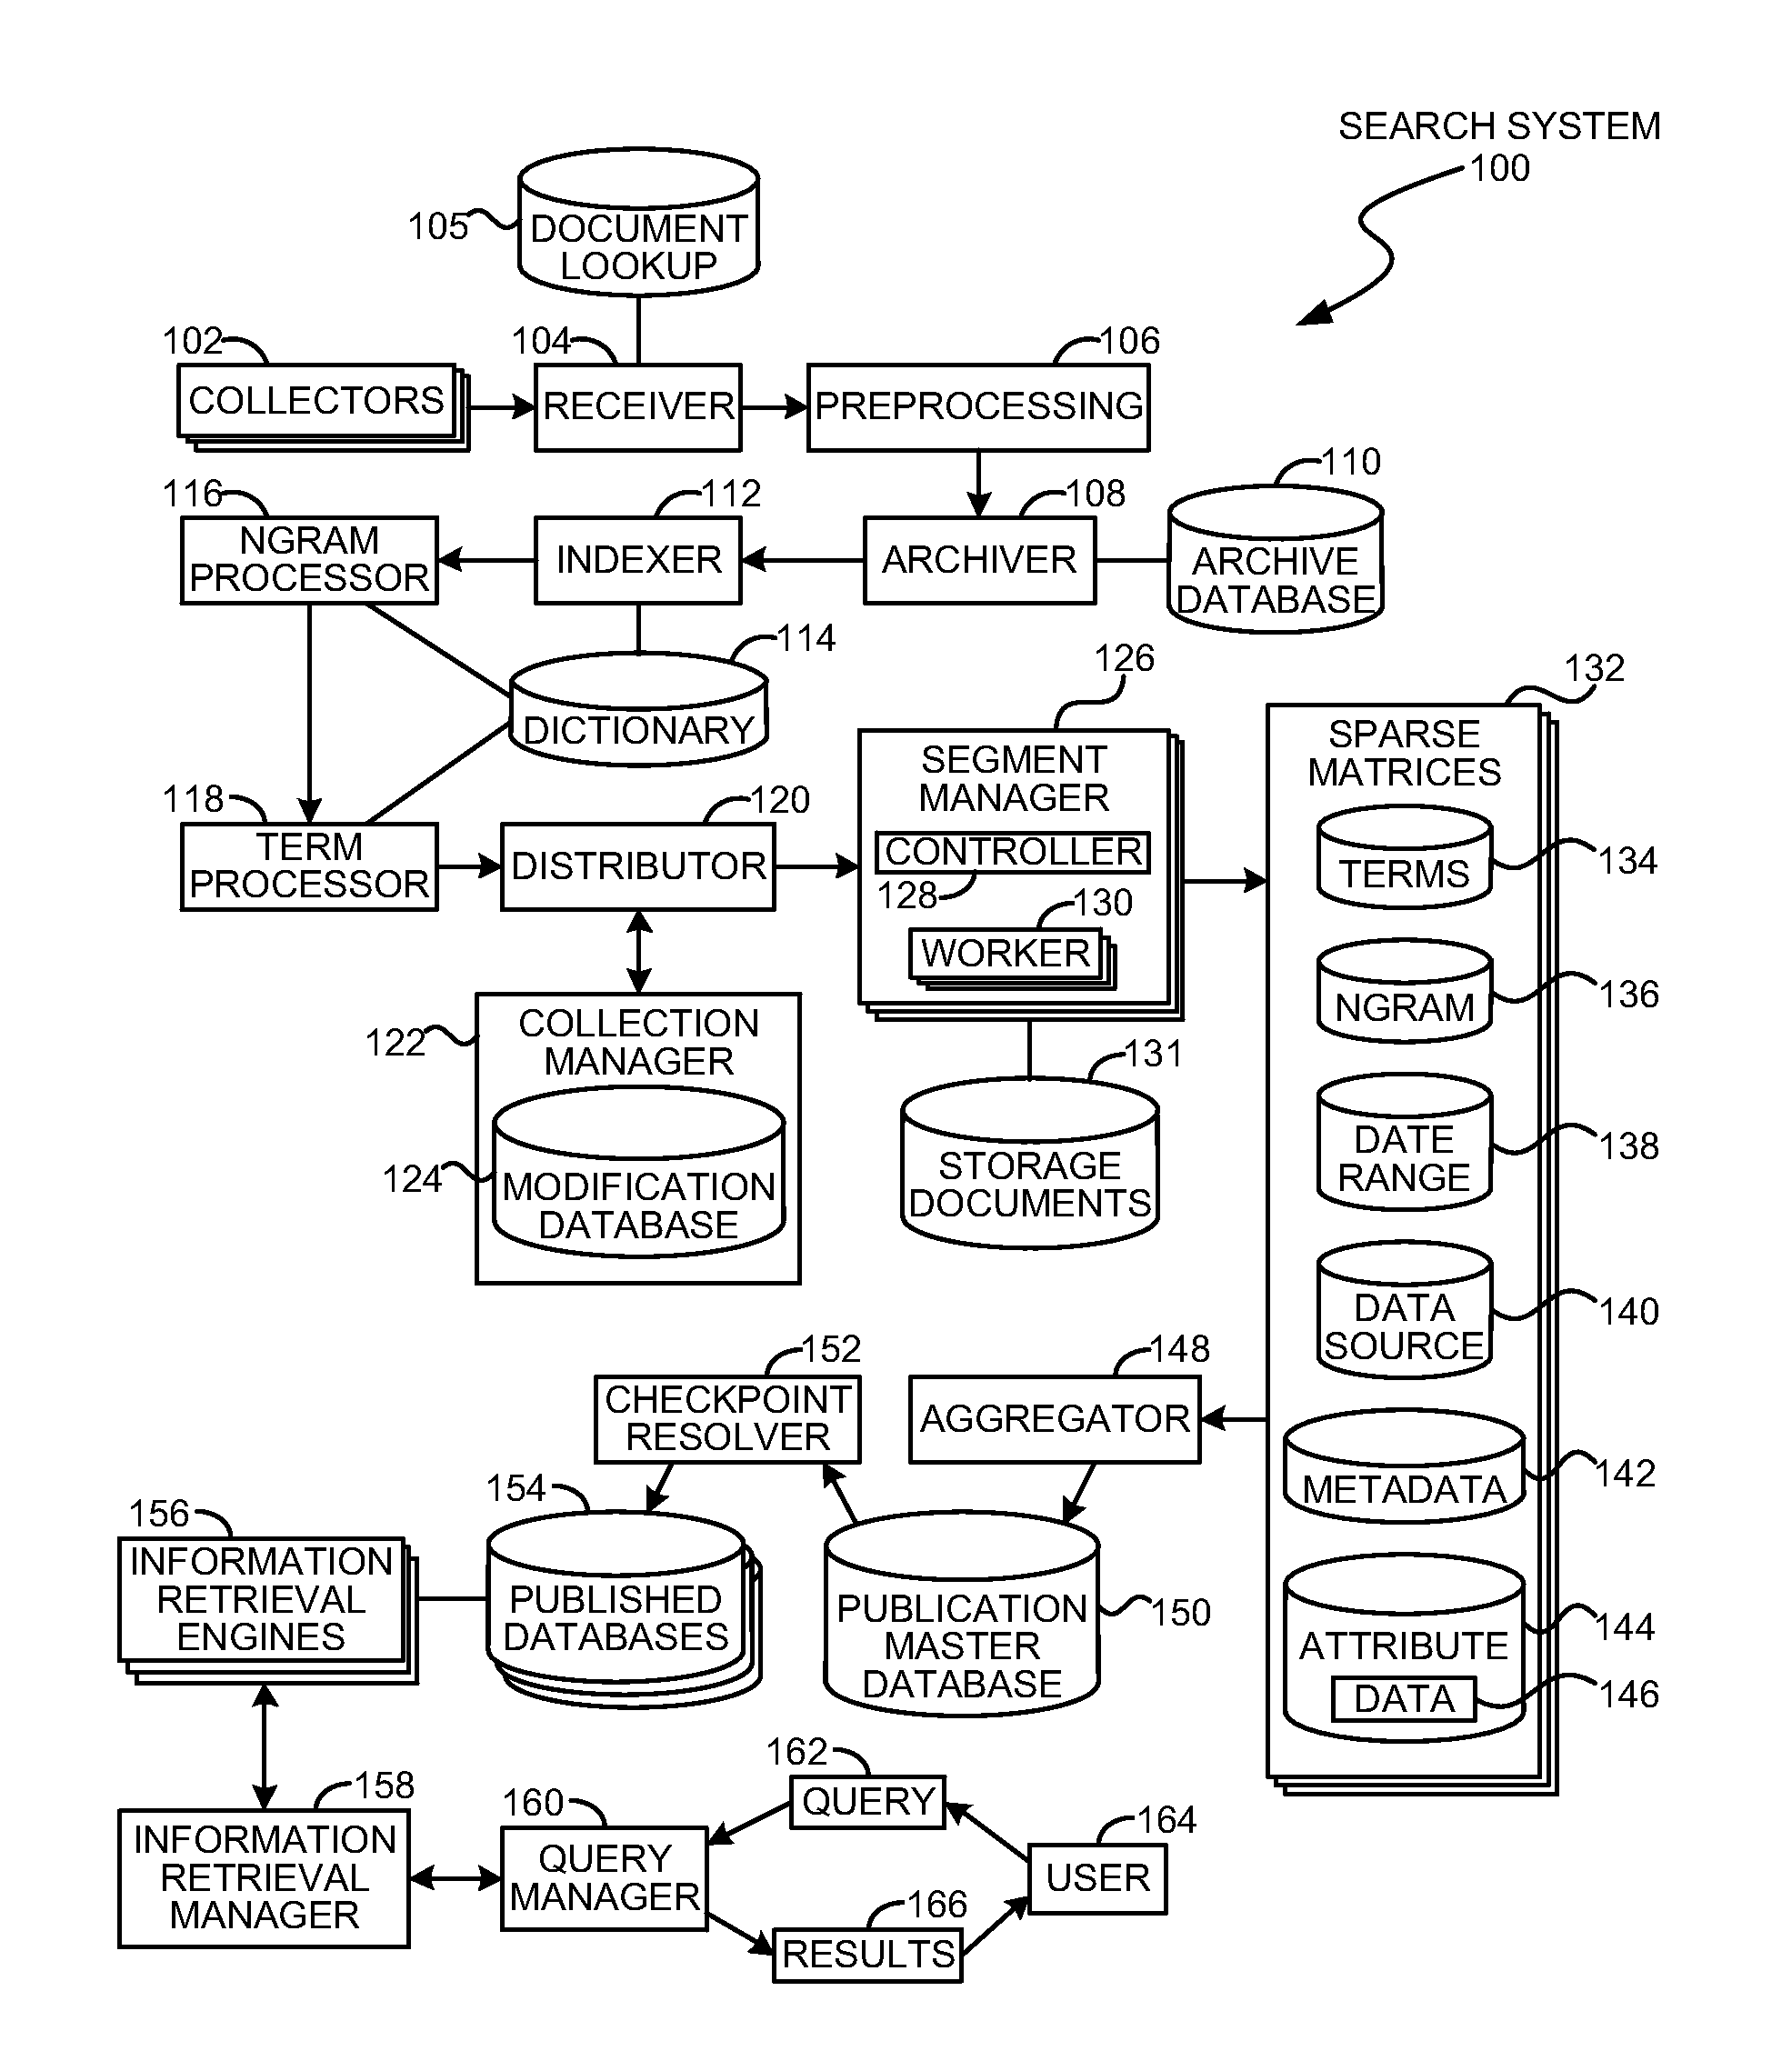 SEARCH SYSTEM
100
105
DOCUMENT
LOOKUP
102
104
106
COLLECTORS
RECEIVER
PREPROCESSING
116
112
108
110
NGRAM
PROCESSOR
INDEXER
ARCHIVER
ARCHIVE
DATABASE
114
DICTIONARY
126
132
SEGMENT
MANAGER
SPARSE
MATRICES
118
120
TERM
PROCESSOR
DISTRIBUTOR
CONTROLLER
128
130
WORKER
TERMS
134
NGRAM
136
122
COLLECTION
MANAGER
124
MODIFICATION
DATABASE
131
STORAGE
DOCUMENTS
DATE
RANGE
138
DATA
SOURCE
140
152
148
CHECKPOINT
RESOLVER
AGGREGATOR
METADATA
142
156
154
INFORMATION
RETRIEVAL
ENGINES
PUBLISHED
DATABASES
PUBLICATION
MASTER
DATABASE
150
ATTRIBUTE
144
DATA
146
158
160
162
QUERY
164
INFORMATION
RETRIEVAL
MANAGER
QUERY
MANAGER
USER
166
RESULTS